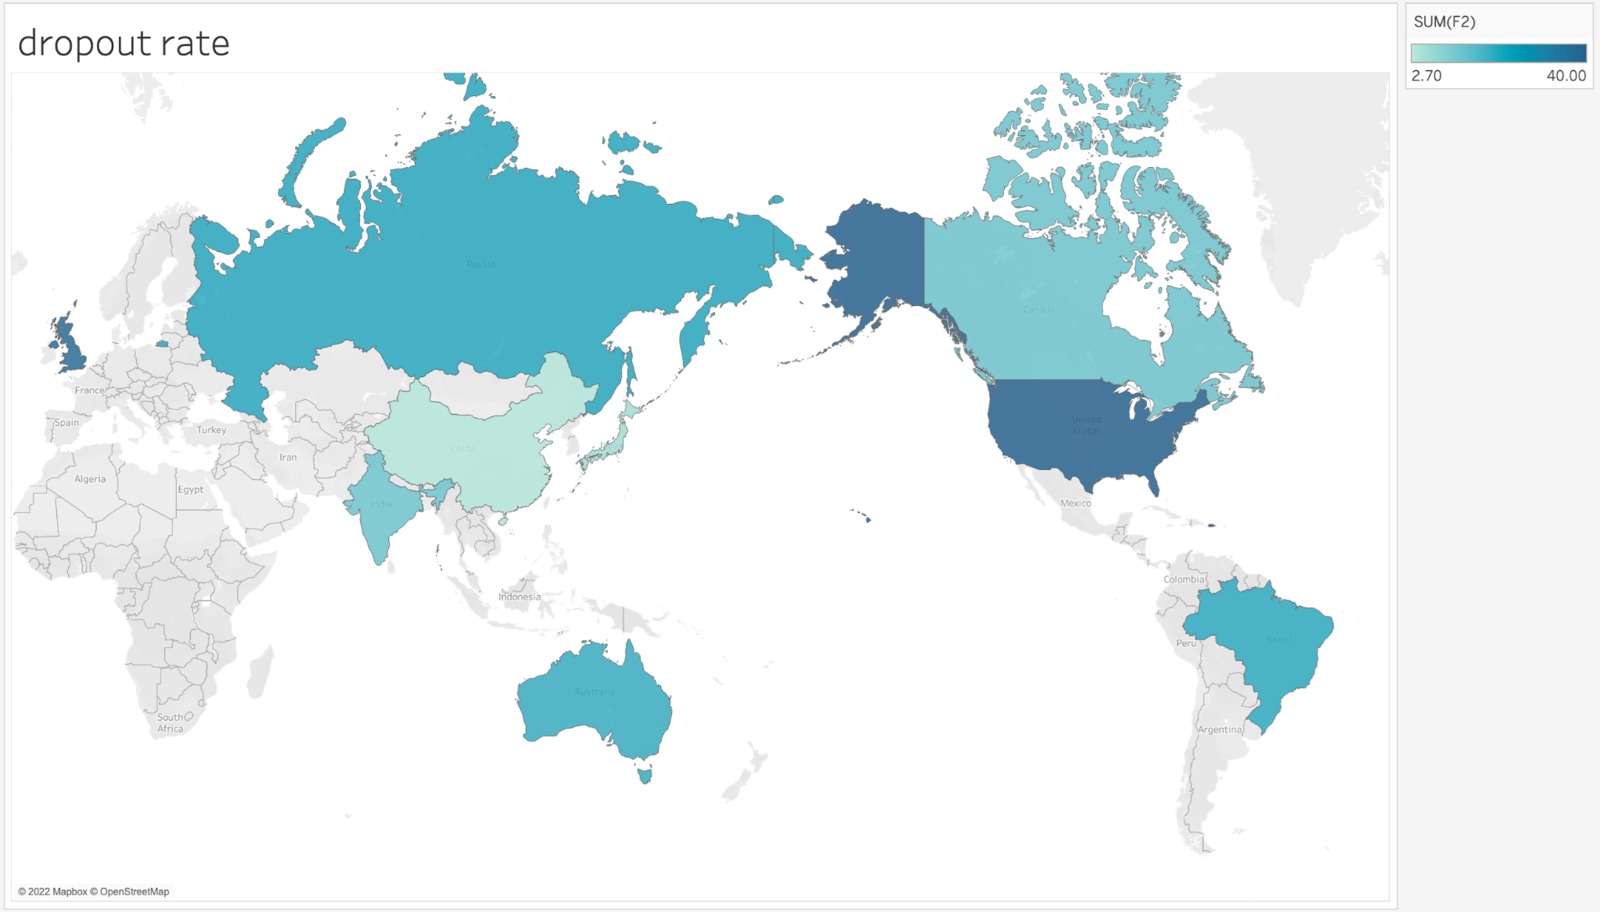 dropout rate
SUM(F2)
2.70 40.00
Russia
Canada
France
Spain
Turkey
United
States
China
Iran
Algeria
Egypt
India
Mexico
Colombia
Indonesia
Peru
Brazil
Australia
South
Africa
Argentina
© 2022 Mapbox © OpenStreetMap